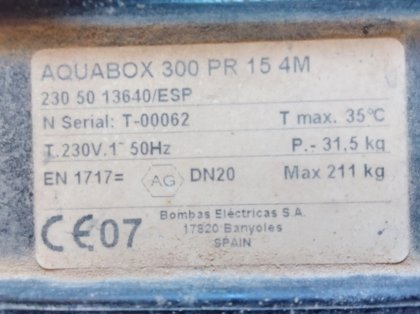 AQUABOX 300 PR 15 4M
230 50 13640/ESP
N Serial: T-00062 T max. 35ºC
T.230V.1~ 50Hz P.- 31,5 kg
EN 1717= AG DN20 Max 211 kg
CE07
Bombas Eléctricas S.A.
17820 Banyoles
SPAIN